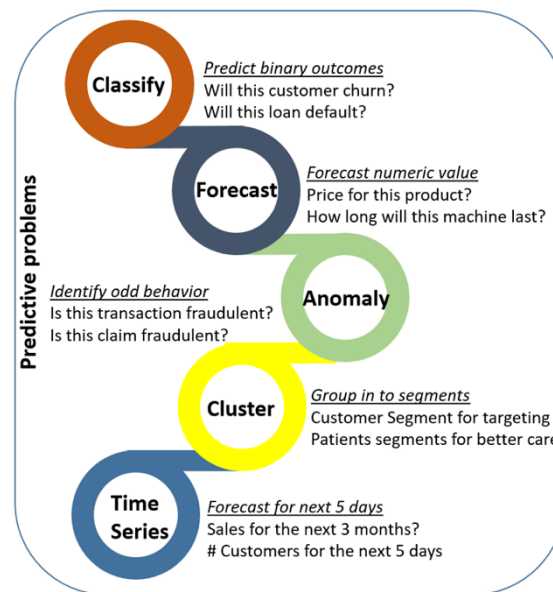 Predictive problems
Classify
Predict binary outcomes
Will this customer churn?
Will this loan default?
Forecast
Forecast numeric value
Price for this product?
How long will this machine last?
Anomaly
Identify odd behavior
Is this transaction fraudulent?
Is this claim fraudulent?
Cluster
Group in to segments
Customer Segment for targeting
Patients segments for better care
Time
Series
Forecast for next 5 days
Sales for the next 3 months?
# Customers for the next 5 days